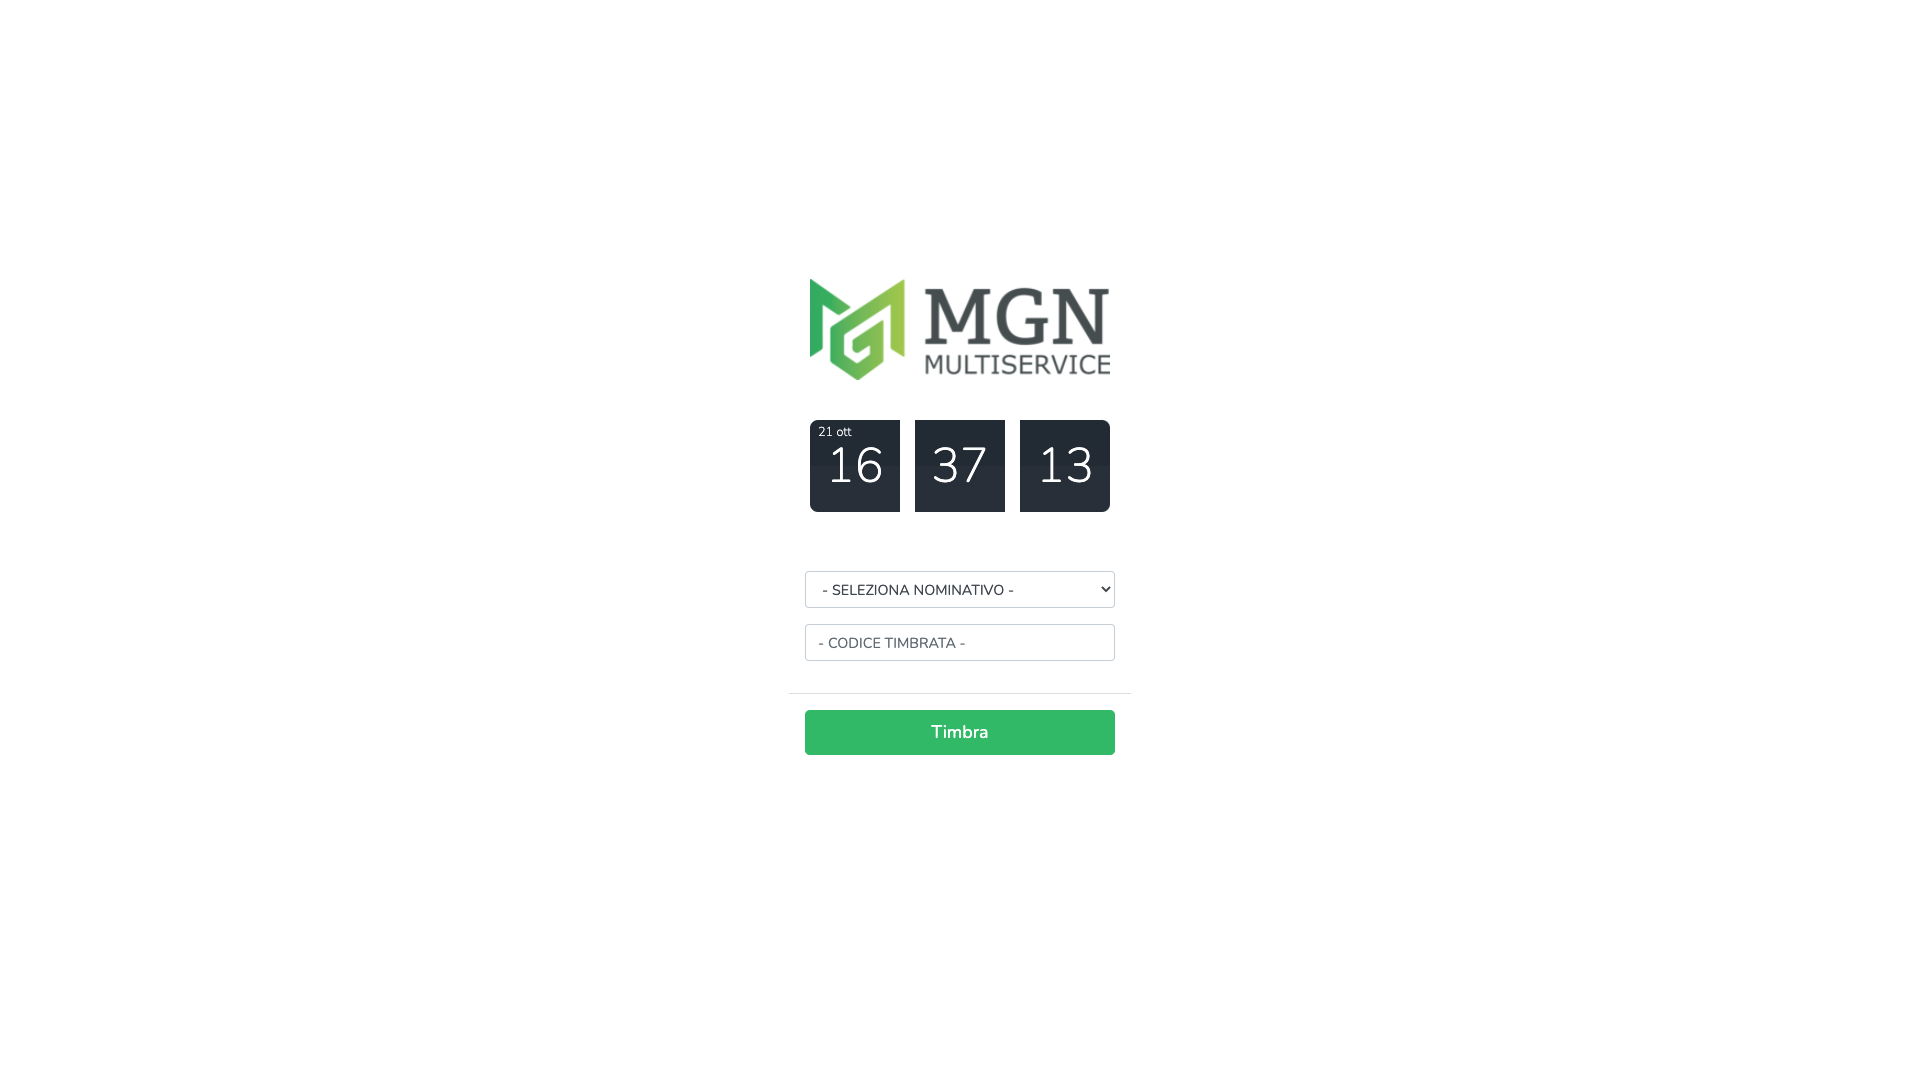 MGN
MULTISERVICE
21 ott
16 37 13
- SELEZIONA NOMINATIVO -
- CODICE TIMBRATA -
Timbra